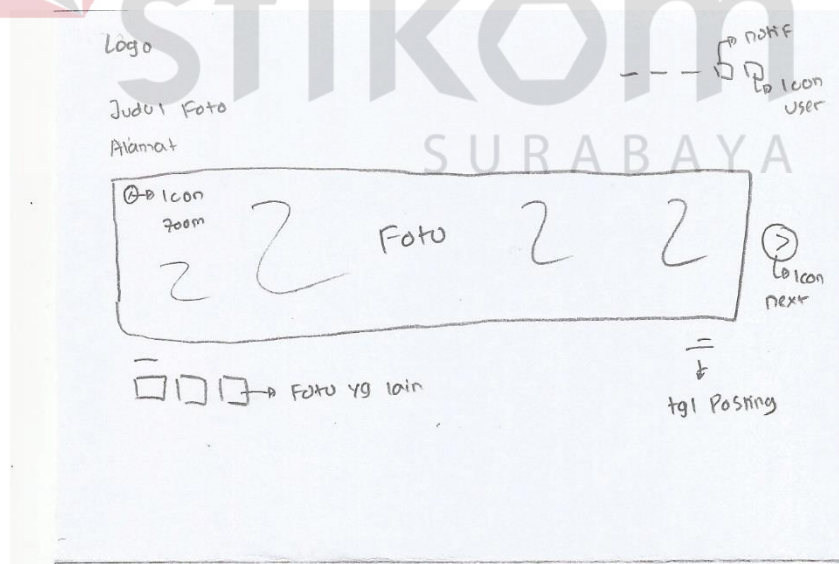 stikom
SURABAYA
Logo
notif
Icon
user
Judul Foto
Alamat
Icon
zoom
Foto
Icon
next
Foto yg lain
tgl Posting